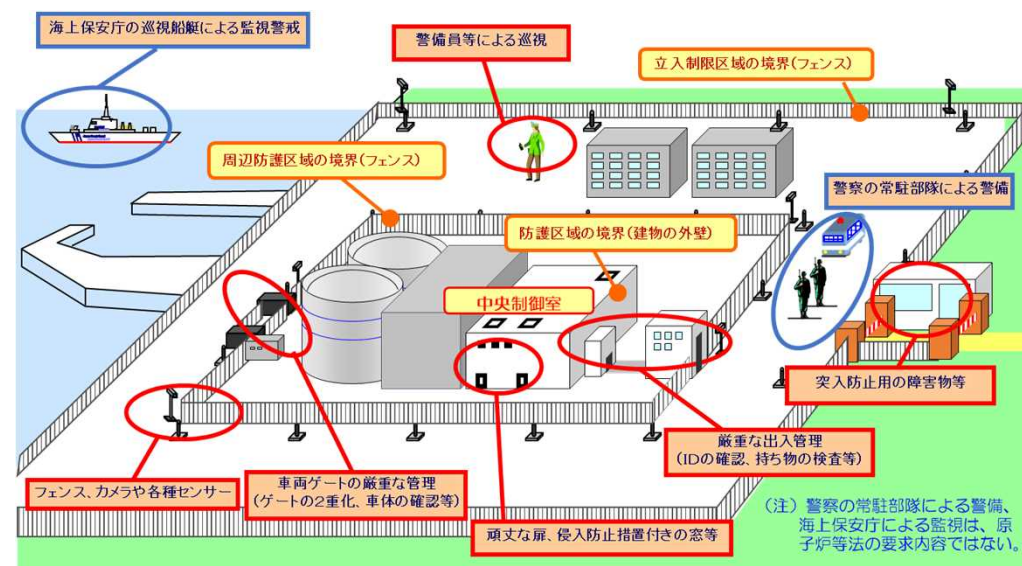 海上保安庁の巡視船艇による監視警戒
警備員等による巡視
立入制限区域の境界(フェンス)
周辺防護区域の境界(フェンス)
警察の常駐部隊による警備
防護区域の境界(建物の外壁)
中央制御室
突入防止用の障害物等
厳重な出入管理
(IDの確認、持ち物の検査等)
フェンス、カメラや各種センサー
車両ゲートの厳重な管理
(ゲートの2重化、車体の確認等)
頑丈な扉、侵入防止措置付きの窓等
(注)警察の常駐部隊による警備、
海上保安庁による監視は、原
子炉等法の要求内容ではない。